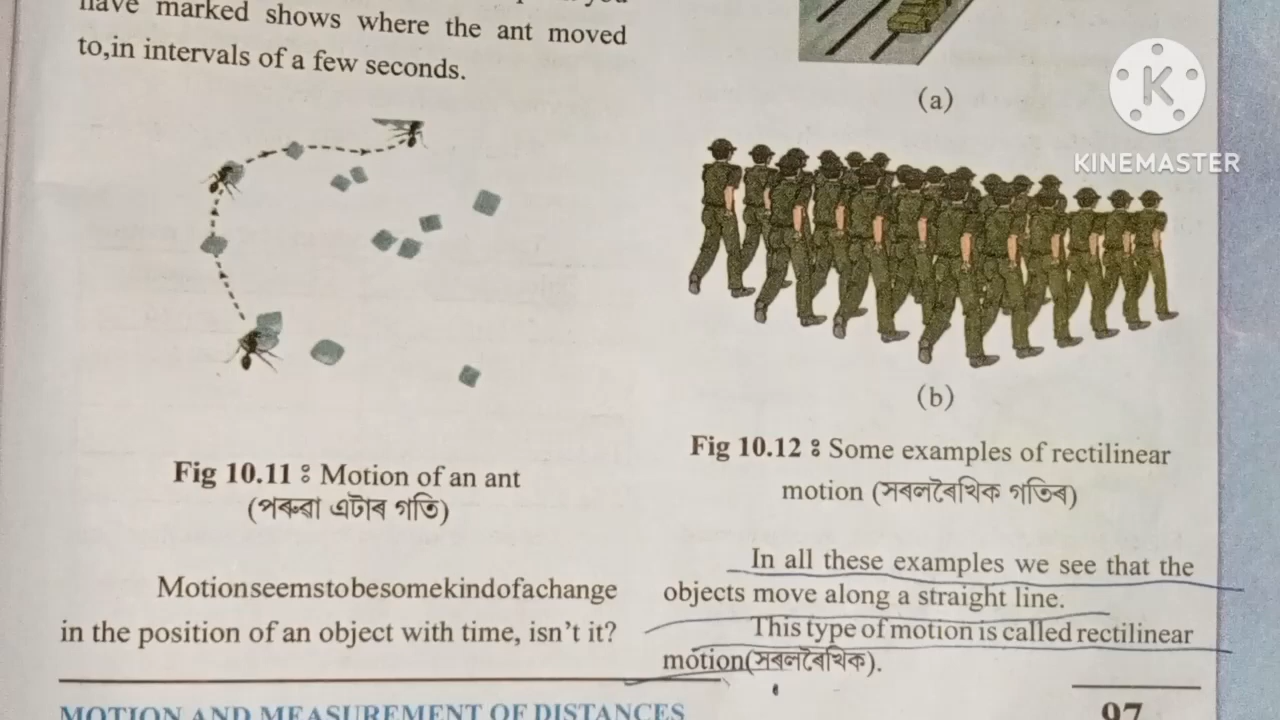 have marked shows where the ant moved
to,in intervals of a few seconds.
Fig 10.11 : Motion of an ant
(পৰুৱা এটাৰ গতি)
Motionseemstobesomekindofachange
in the position of an object with time, isn't it?
(a)
KINEMASTER
(b)
Fig 10.12 : Some examples of rectilinear
motion (সৰলৰৈখিক গতিৰ)
In all these examples we see that the
objects move along a straight line.
This type of motion is called rectilinear
motion(সৰলৰৈখিক).
MOTION AND MEASUREMENT OF DISTANCES
97